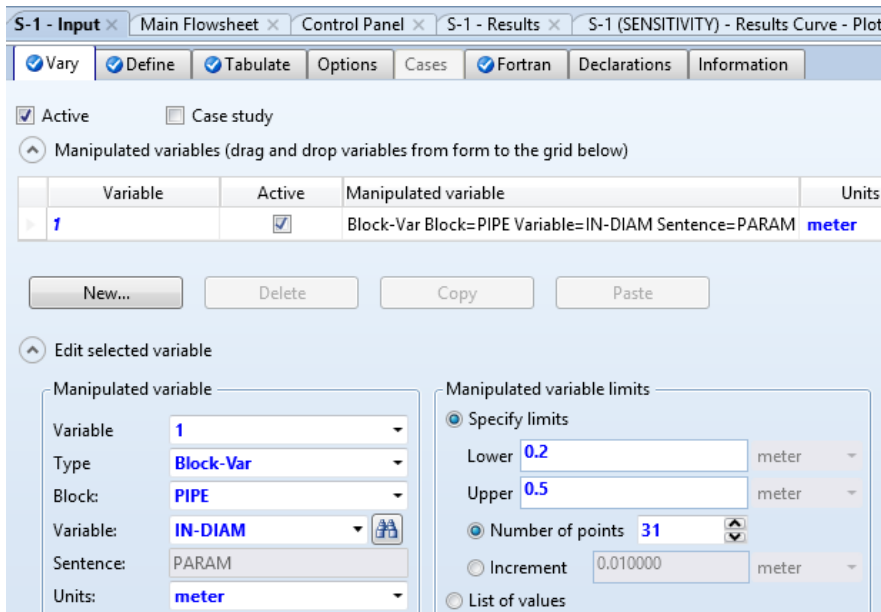 S-1 - Input × Main Flowsheet × Control Panel × S-1 - Results × S-1 (SENSITIVITY) - Results Curve - Plot
Vary Define Tabulate Options Cases Fortran Declarations Information
Active Case study
Manipulated variables (drag and drop variables from form to the grid below)
Variable Active Manipulated variable Units
1 Block-Var Block=PIPE Variable=IN-DIAM Sentence=PARAM meter
New... Delete Copy Paste
Edit selected variable
Manipulated variable Manipulated variable limits
Variable 1 Specify limits
Type Block-Var Lower 0.2 meter
Block: PIPE Upper 0.5 meter
Variable: IN-DIAM Number of points 31
Sentence: PARAM Increment 0.010000 meter
Units: meter List of values